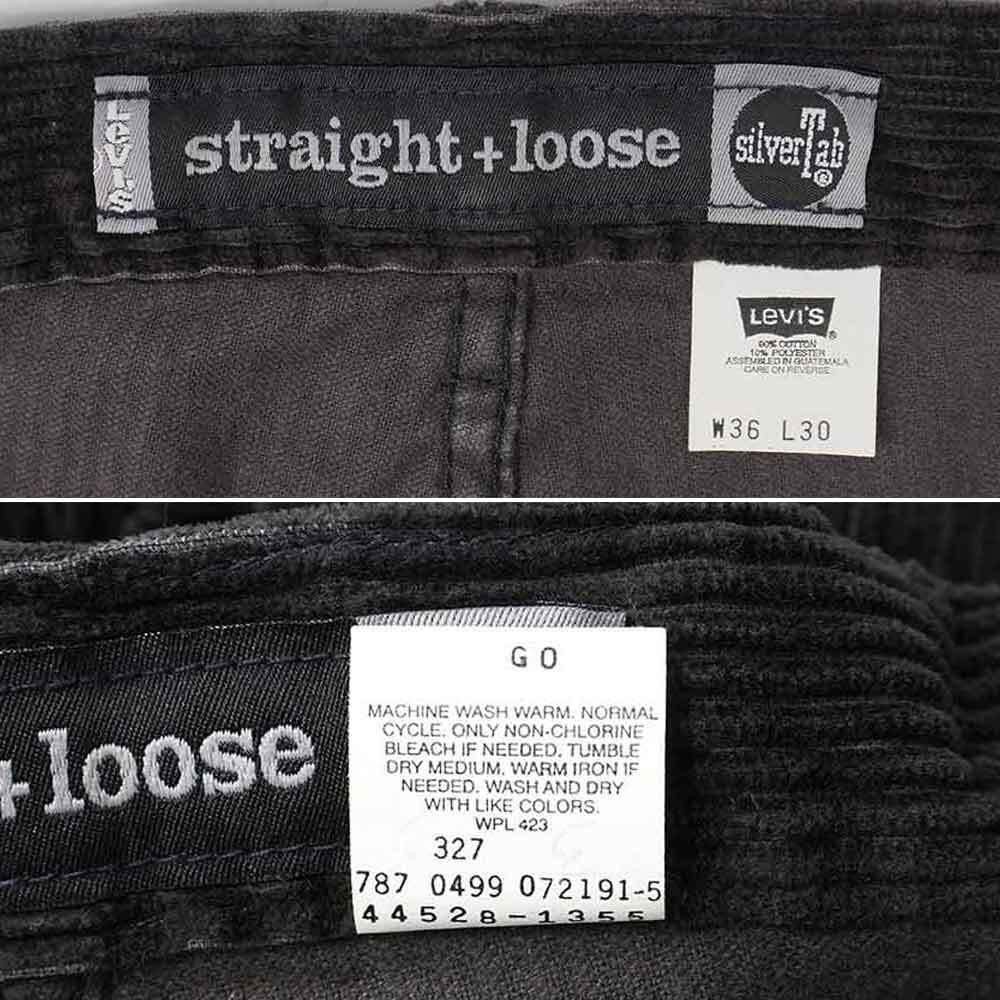 Levi's
straight+loose
silverTab®
Levi's®
90% COTTON
10% POLYESTER
ASSEMBLED IN GUATEMALA
CARE ON REVERSE
W36 L30
+loose
GO
MACHINE WASH WARM. NORMAL
CYCLE. ONLY NON-CHLORINE
BLEACH IF NEEDED. TUMBLE
DRY MEDIUM. WARM IRON IF
NEEDED. WASH AND DRY
WITH LIKE COLORS.
WPL 423
327
787 0499 072191-5
44528-1355